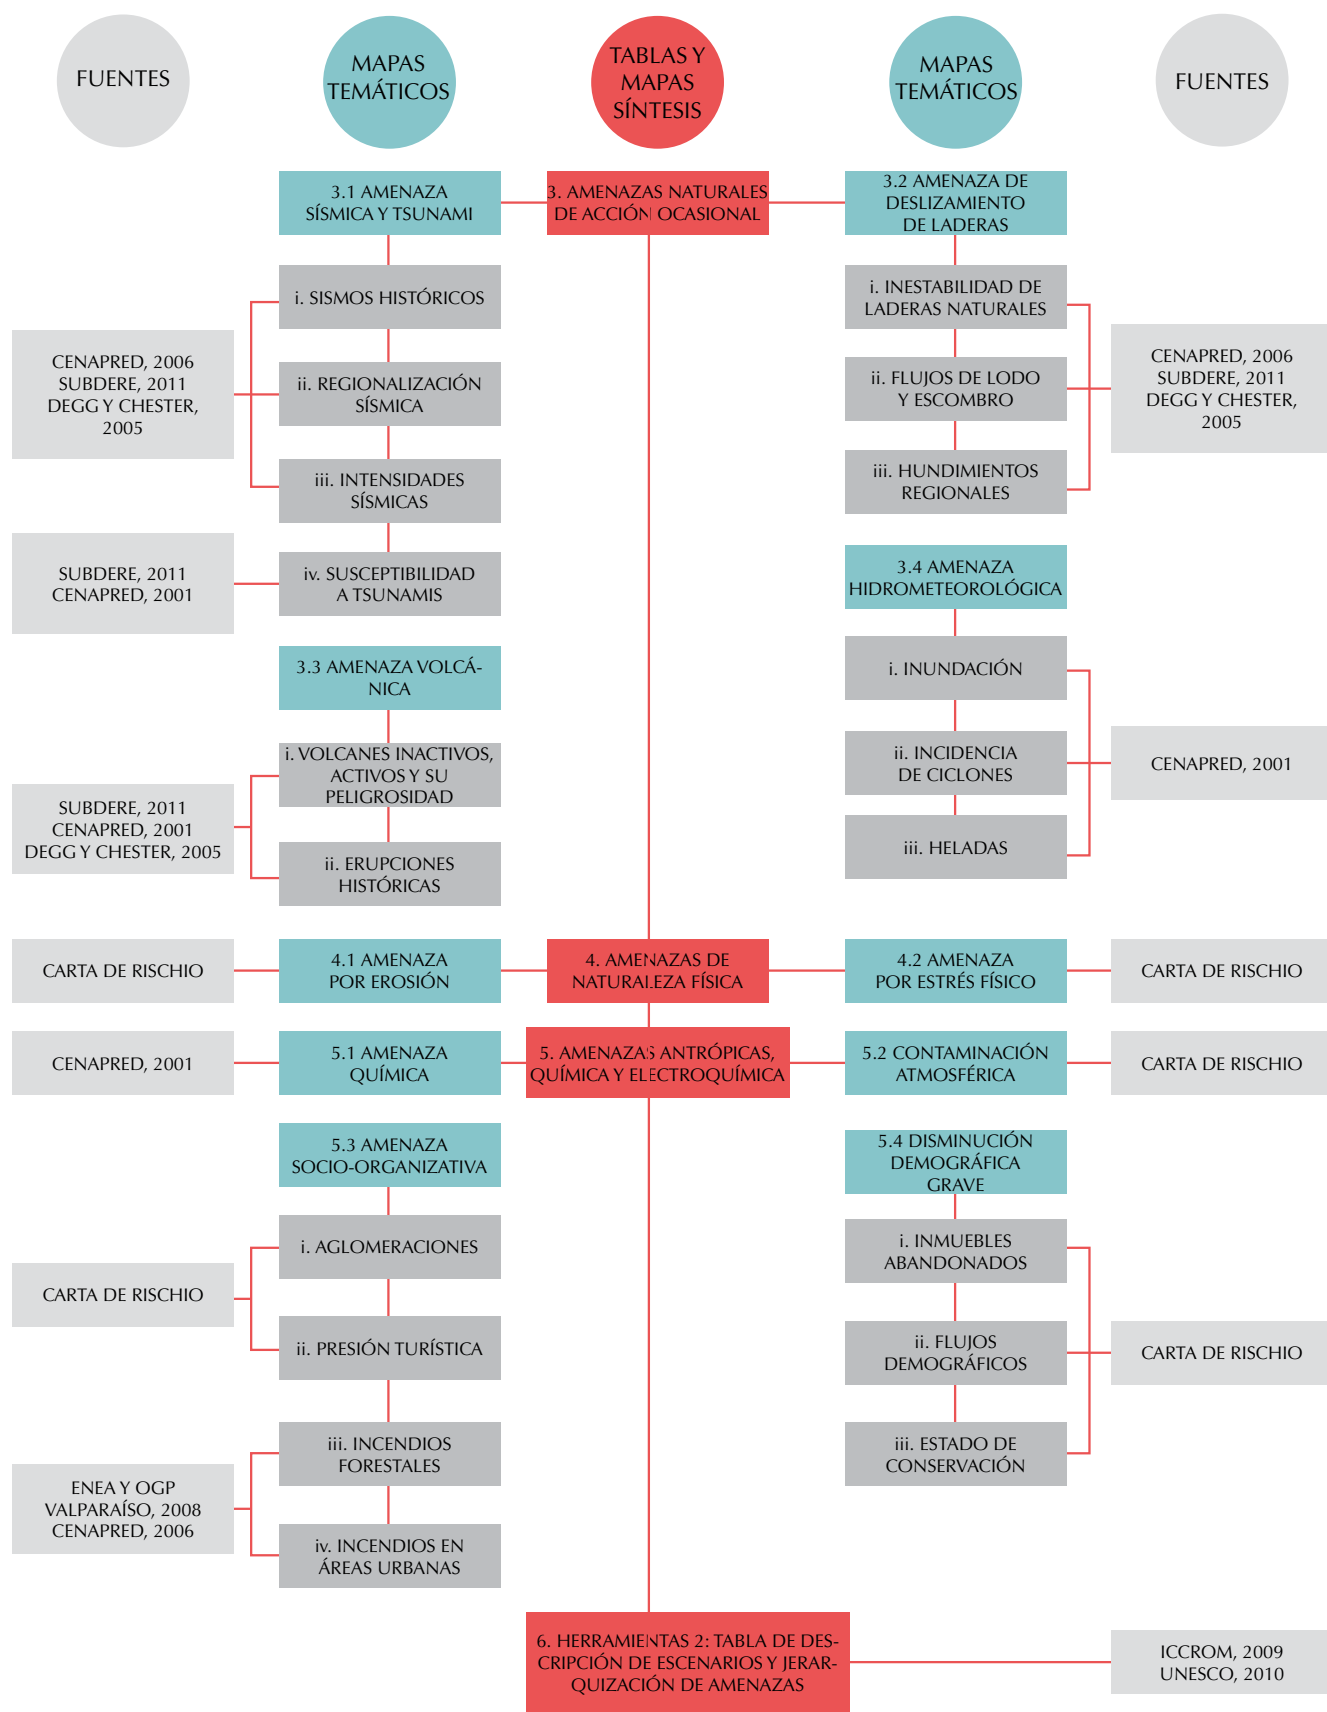 FUENTES
MAPAS
TEMÁTICOS
TABLAS Y
MAPAS
SÍNTESIS
MAPAS
TEMÁTICOS
FUENTES
3.1 AMENAZA
SÍSMICA Y TSUNAMI
3. AMENAZAS NATURALES
DE ACCIÓN OCASIONAL
3.2 AMENAZA DE
DESLIZAMIENTO
DE LADERAS
i. SISMOS HISTÓRICOS
i. INESTABILIDAD DE
LADERAS NATURALES
CENAPRED, 2006
SUBDERE, 2011
DEGG Y CHESTER,
2005
ii. REGIONALIZACIÓN
SÍSMICA
ii. FLUJOS DE LODO
Y ESCOMBRO
CENAPRED, 2006
SUBDERE, 2011
DEGG Y CHESTER,
2005
iii. INTENSIDADES
SÍSMICAS
iii. HUNDIMIENTOS
REGIONALES
SUBDERE, 2011
CENAPRED, 2001
iv. SUSCEPTIBILIDAD
A TSUNAMIS
3.4 AMENAZA
HIDROMETEOROLÓGICA
3.3 AMENAZA VOLCÁ-
NICA
i. INUNDACIÓN
i. VOLCANES INACTIVOS,
ACTIVOS Y SU
PELIGROSIDAD
ii. INCIDENCIA
DE CICLONES
CENAPRED, 2001
SUBDERE, 2011
CENAPRED, 2001
DEGG Y CHESTER, 2005
ii. ERUPCIONES
HISTÓRICAS
iii. HELADAS
CARTA DE RISCHIO
4.1 AMENAZA
POR EROSIÓN
4. AMENAZAS DE
NATURALEZA FÍSICA
4.2 AMENAZA
POR ESTRÉS FÍSICO
CARTA DE RISCHIO
CENAPRED, 2001
5.1 AMENAZA
QUÍMICA
5. AMENAZAS ANTRÓPICAS,
QUÍMICA Y ELECTROQUÍMICA
5.2 CONTAMINACIÓN
ATMOSFÉRICA
CARTA DE RISCHIO
5.3 AMENAZA
SOCIO-ORGANIZATIVA
5.4 DISMINUCIÓN
DEMOGRÁFICA
GRAVE
i. AGLOMERACIONES
i. INMUEBLES
ABANDONADOS
CARTA DE RISCHIO
ii. PRESIÓN TURÍSTICA
ii. FLUJOS
DEMOGRÁFICOS
CARTA DE RISCHIO
iii. INCENDIOS
FORESTALES
iii. ESTADO DE
CONSERVACIÓN
ENEA Y OGP
VALPARAÍSO, 2008
CENAPRED, 2006
iv. INCENDIOS EN
ÁREAS URBANAS
6. HERRAMIENTAS 2: TABLA DE DES-
CRIPCIÓN DE ESCENARIOS Y JERAR-
QUIZACIÓN DE AMENAZAS
ICCROM, 2009
UNESCO, 2010